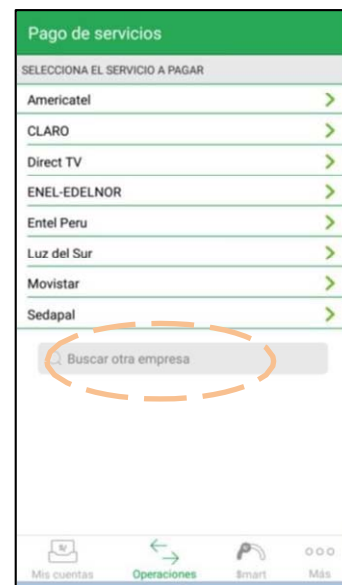 Pago de servicios
SELECCIONA EL SERVICIO A PAGAR
Americatel
CLARO
Direct TV
ENEL-EDELNOR
Entel Peru
Luz del Sur
Movistar
Sedapal
Buscar otra empresa
S/
Mis cuentas Operaciones $mart Más